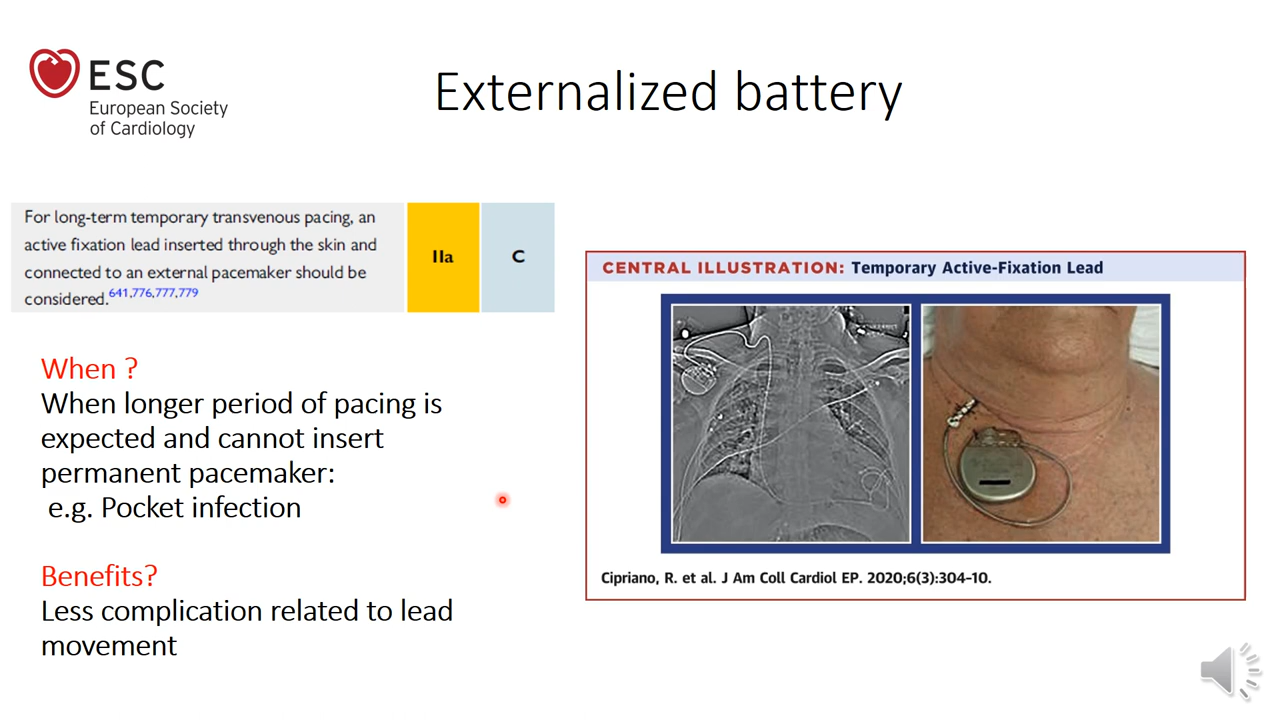 ESC
European Society
of Cardiology
Externalized battery
For long-term temporary transvenous pacing, an
active fixation lead inserted through the skin and
connected to an external pacemaker should be
considered.641,776,777,779
IIa
C
When ?
When longer period of pacing is
expected and cannot insert
permanent pacemaker:
e.g. Pocket infection
Benefits?
Less complication related to lead
movement
CENTRAL ILLUSTRATION: Temporary Active-Fixation Lead
Cipriano, R. et al. J Am Coll Cardiol EP. 2020;6(3):304-10.